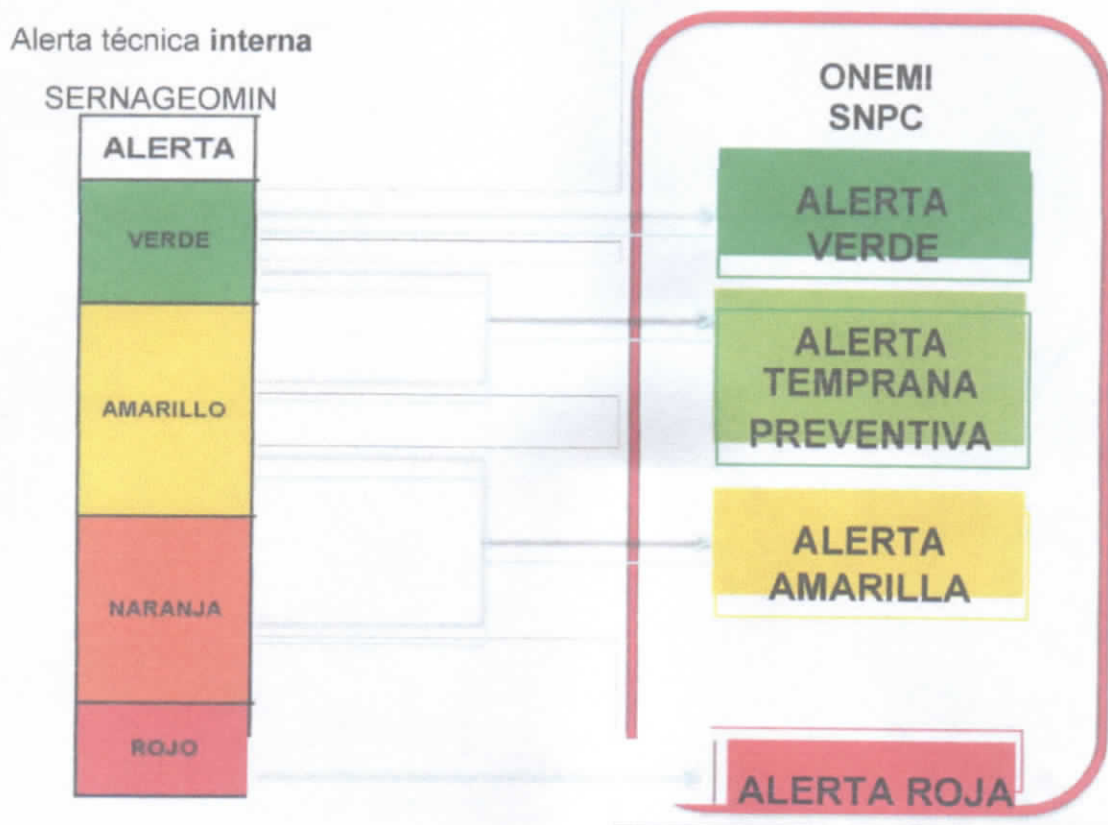 Alerta técnica interna
SERNAGEOMIN
ALERTA
VERDE
AMARILLO
NARANJA
ROJO
ONEMI
SNPC
ALERTA
VERDE
ALERTA
TEMPRANA
PREVENTIVA
ALERTA
AMARILLA
ALERTA ROJA